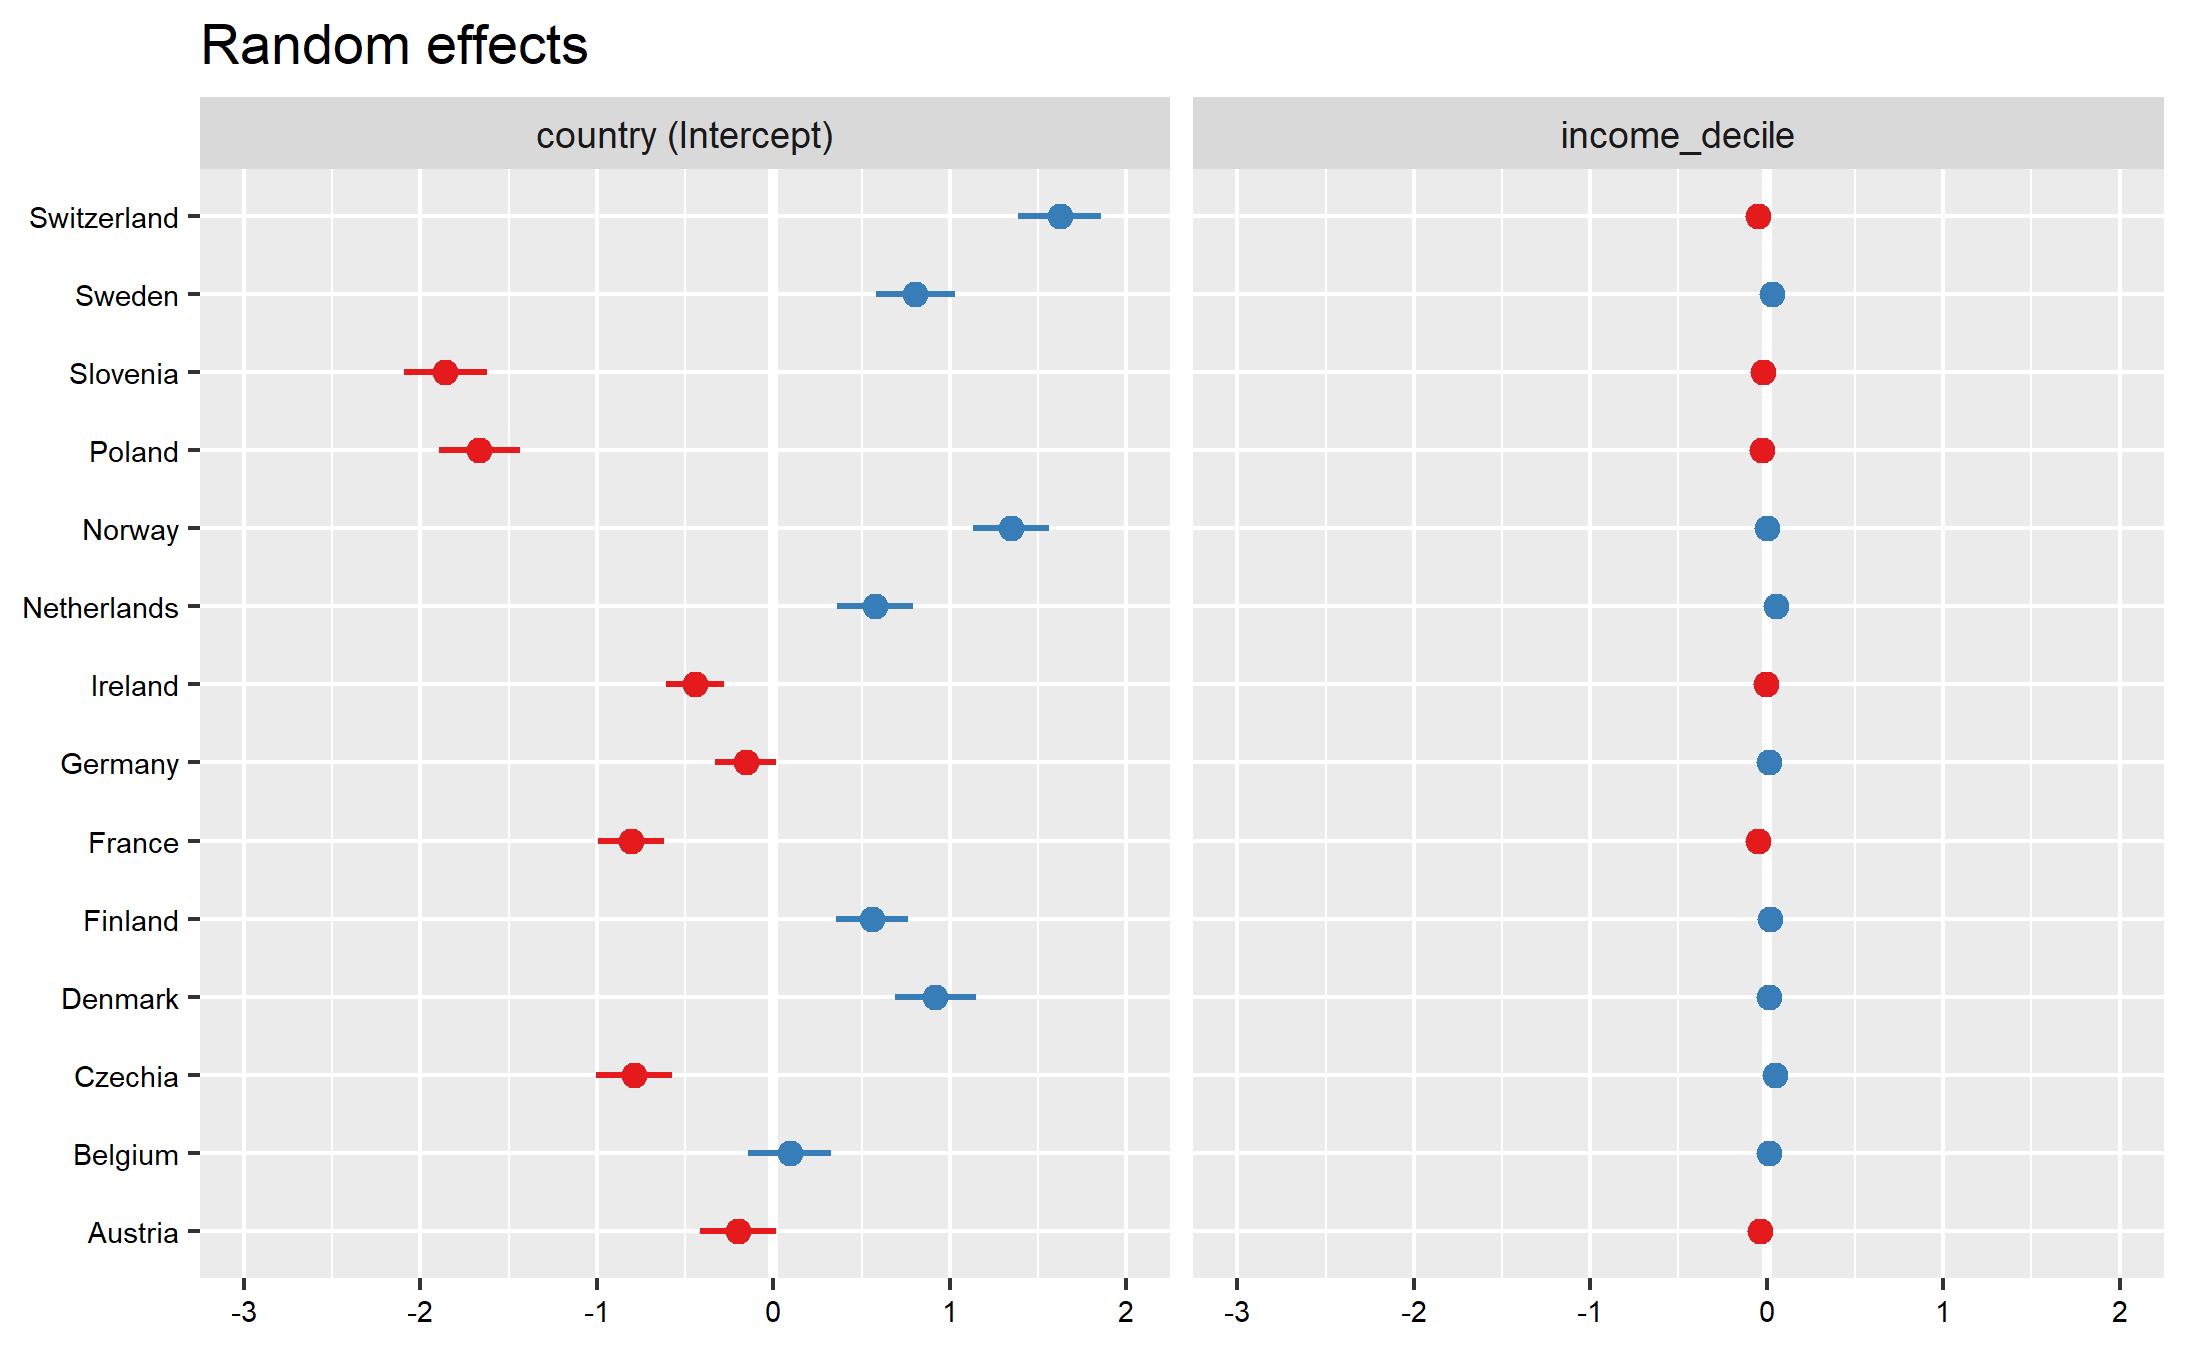 Random effects
country (Intercept)
income_decile
Switzerland
Sweden
Slovenia
Poland
Norway
Netherlands
Ireland
Germany
France
Finland
Denmark
Czechia
Belgium
Austria
-3 -2 -1 0 1 2
-3 -2 -1 0 1 2